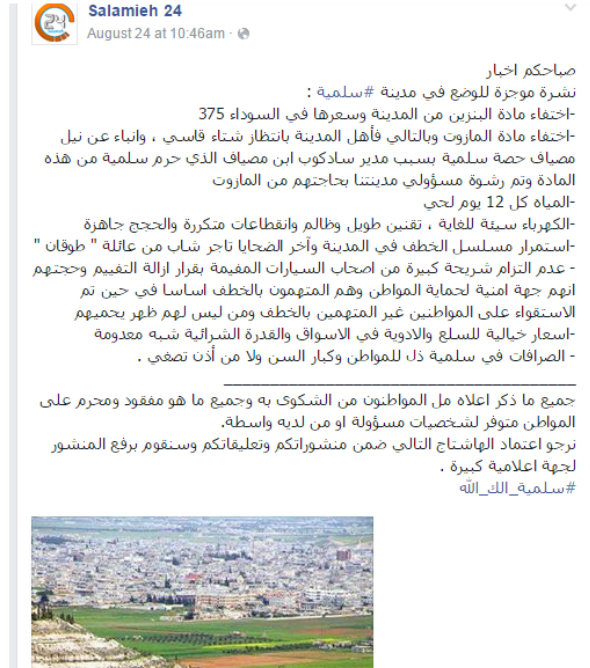 Salamieh 24
August 24 at 10:46am
صباحكم اخبار
نشرة موجزة للوضع في مدينة #سلمية :
-اختفاء مادة البنزين من المدينة وسعرها في السوداء 375
-اختفاء مادة المازوت وبالتالي فأهل المدينة بانتظاز شتاء قاسي ، وانباء عن نيل
مصياف حصة سلمية بسبب مدير سادكوب ابن مصياف الذي حرم سلمية من هذه
المادة وتم رشوة مسؤولي مدينتنا بحاجتهم من المازوت
-المياه كل 12 يوم لحي
-الكهرباء سيئة للغاية ، تقنين طويل وظالم وانقطاعات متكررة والحجج جاهزة
-استمرار مسلسل الخطف في المدينة وآخر الضحايا تاجر شاب من عائلة " طوقان "
- عدم التزام شريحة كبيرة من اصحاب السيارات المفيمة بقرار ازالة التفييم وحجتهم
انهم جهة امنية لحماية المواطن وهم المتهمون بالخطف اساسا في حين تم
الاستقواء على المواطنين غير المتهمين بالخطف ومن ليس لهم ظهر يحميهم
-اسعار خيالية للسلع والادوية في الاسواق والقدرة الشرائية شبه معدومة
- الصرافات في سلمية ذل للمواطن وكبار السن ولا من أذن تصغي .
جميع ما ذكر اعلاه مل المواطنون من الشكوى به وجميع ما هو مفقود ومحرم على
المواطن متوفر لشخصيات مسؤولة او من لديه واسطة.
نرجو اعتماد الهاشتاج التالي ضمن منشوراتكم وتعليقاتكم وسنقوم برفع المنشور
لجهة اعلامية كبيرة .
#سلمية_الك_الله